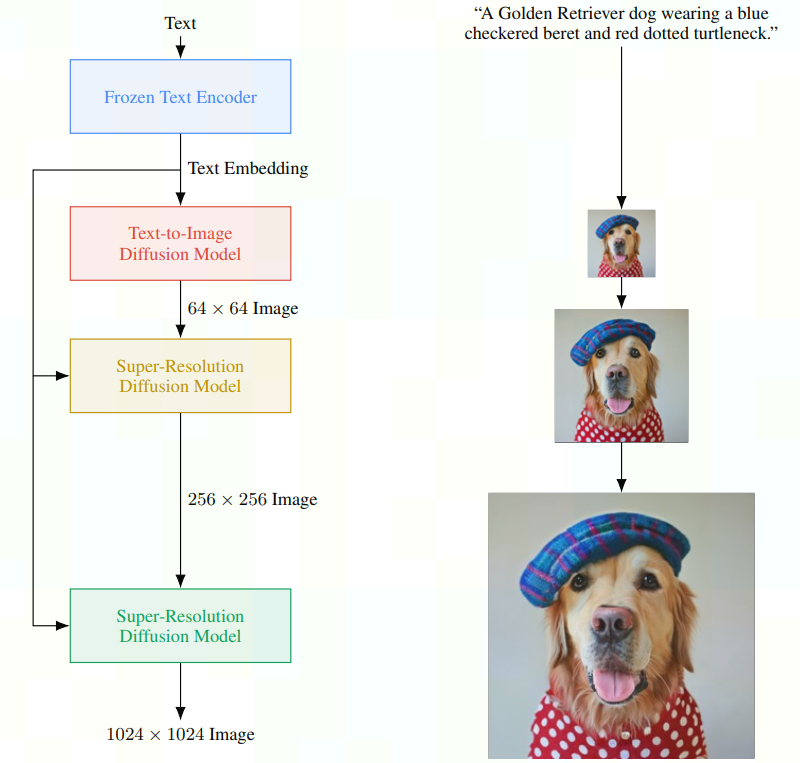 Text
Frozen Text Encoder
Text Embedding
Text-to-Image
Diffusion Model
64 × 64 Image
Super-Resolution
Diffusion Model
256 × 256 Image
Super-Resolution
Diffusion Model
1024 × 1024 Image
“A Golden Retriever dog wearing a blue
checkered beret and red dotted turtleneck.”